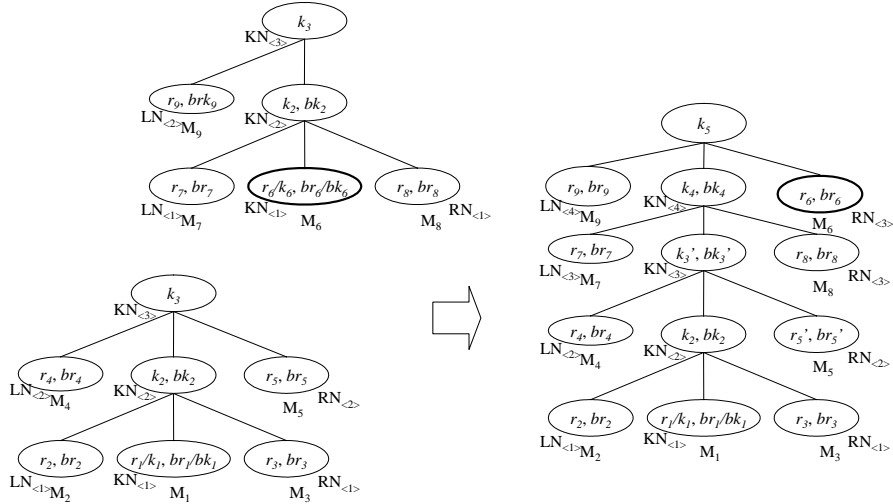 k3
KN<3>
r9, brk9
k2, bk2
LN<2>M9
KN<2>
r7, br7
r6/k6, br6/bk6
r8, br8
LN<1>M7
KN<1>
M6
M8
RN<1>
k3
KN<3>
r4, br4
k2, bk2
r5, br5
LN<2>M4
KN<2>
M5
RN<2>
r2, br2
r1/k1, br1/bk1
r3, br3
LN<1>M2
KN<1>
M1
M3
RN<1>
k5
r9, br9
k4, bk4
r6, br6
LN<4>M9
KN<4>
M6
RN<3>
r7, br7
k3’, bk3’
r8, br8
LN<3>M7
KN<3>
M8
r4, br4
k2, bk2
r5’, br5’
LN<2>M4
KN<2>
M5
RN<2>
r2, br2
r1/k1, br1/bk1
r3, br3
LN<1>M2
KN<1>
M1
M3
RN<1>